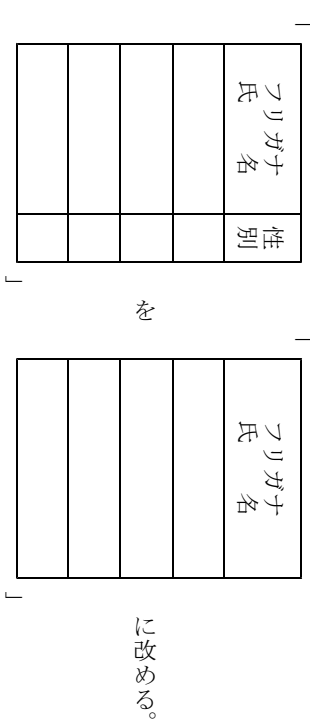 「
フリガナ
氏　名
性別
」
を
「
フリガナ
氏　名
」
に改める。